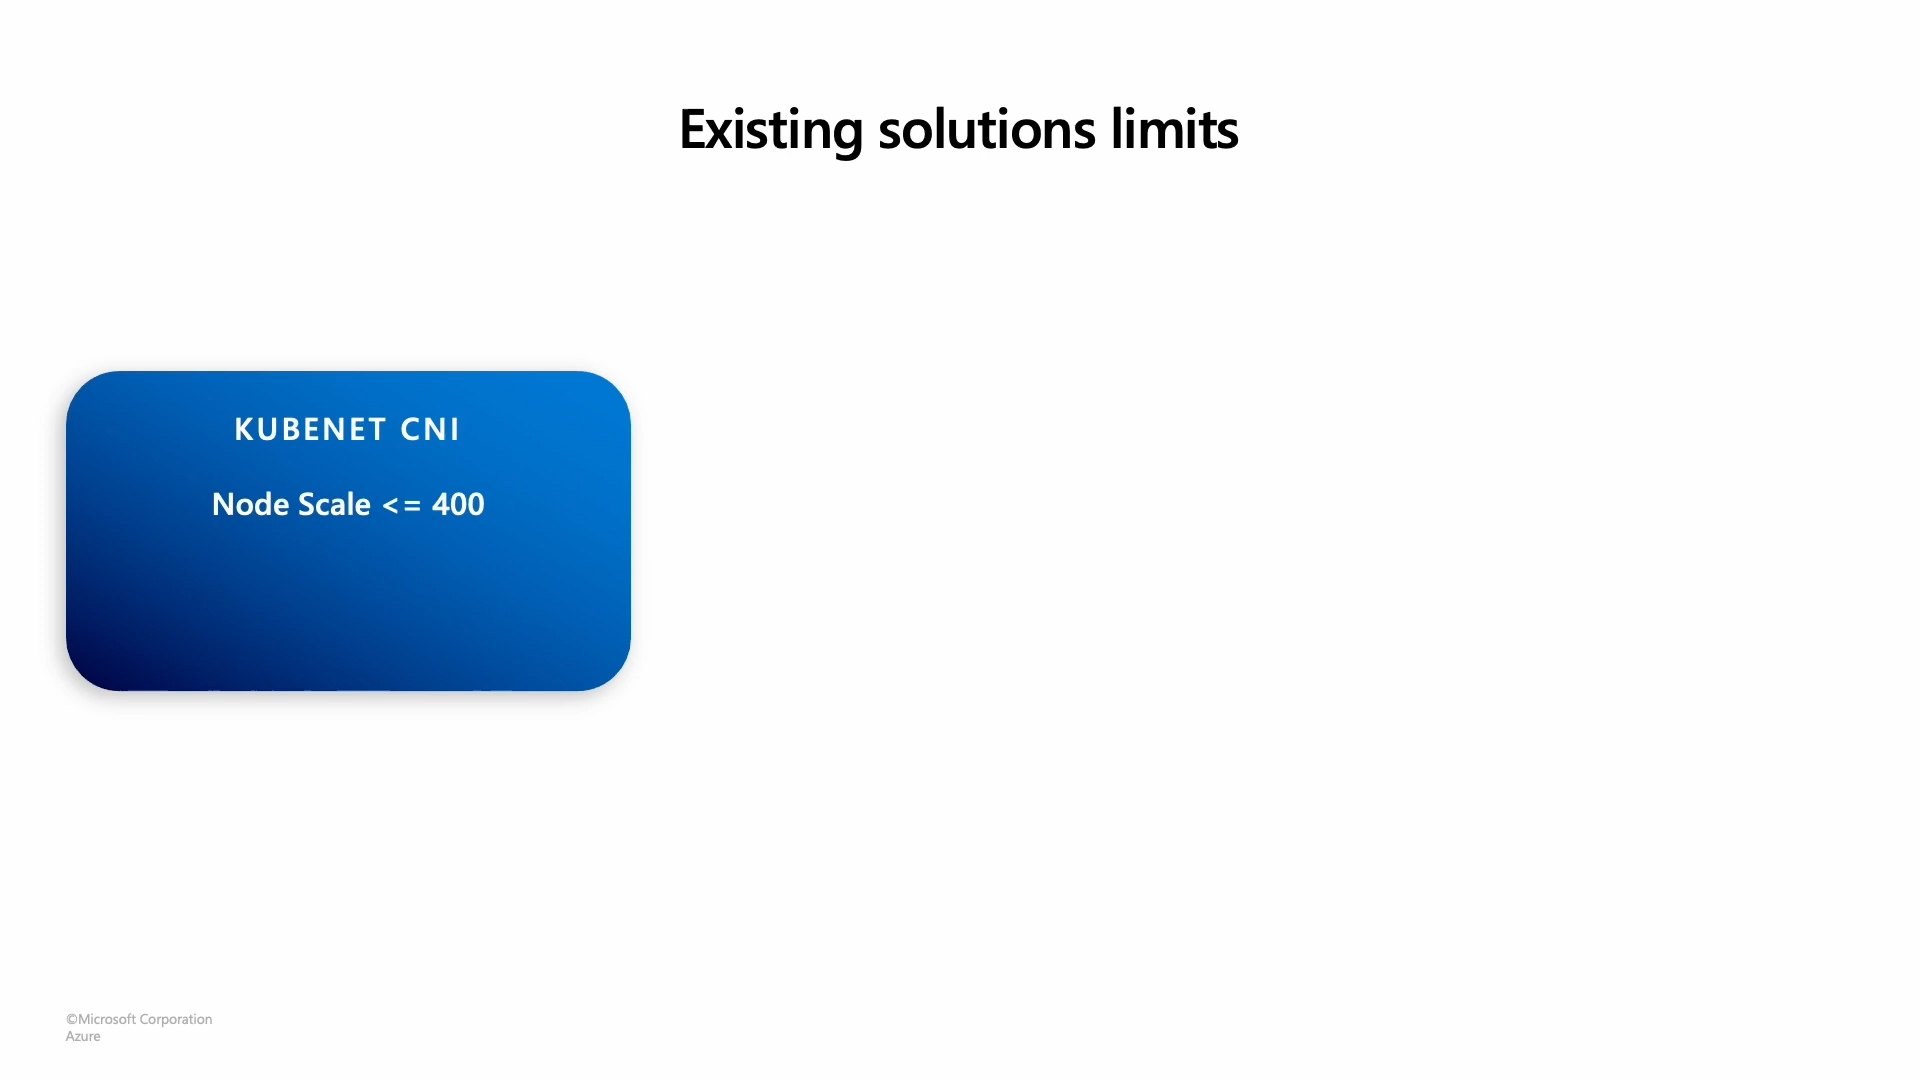 Existing solutions limits
KUBENET CNI
Node Scale <= 400
©Microsoft Corporation
Azure